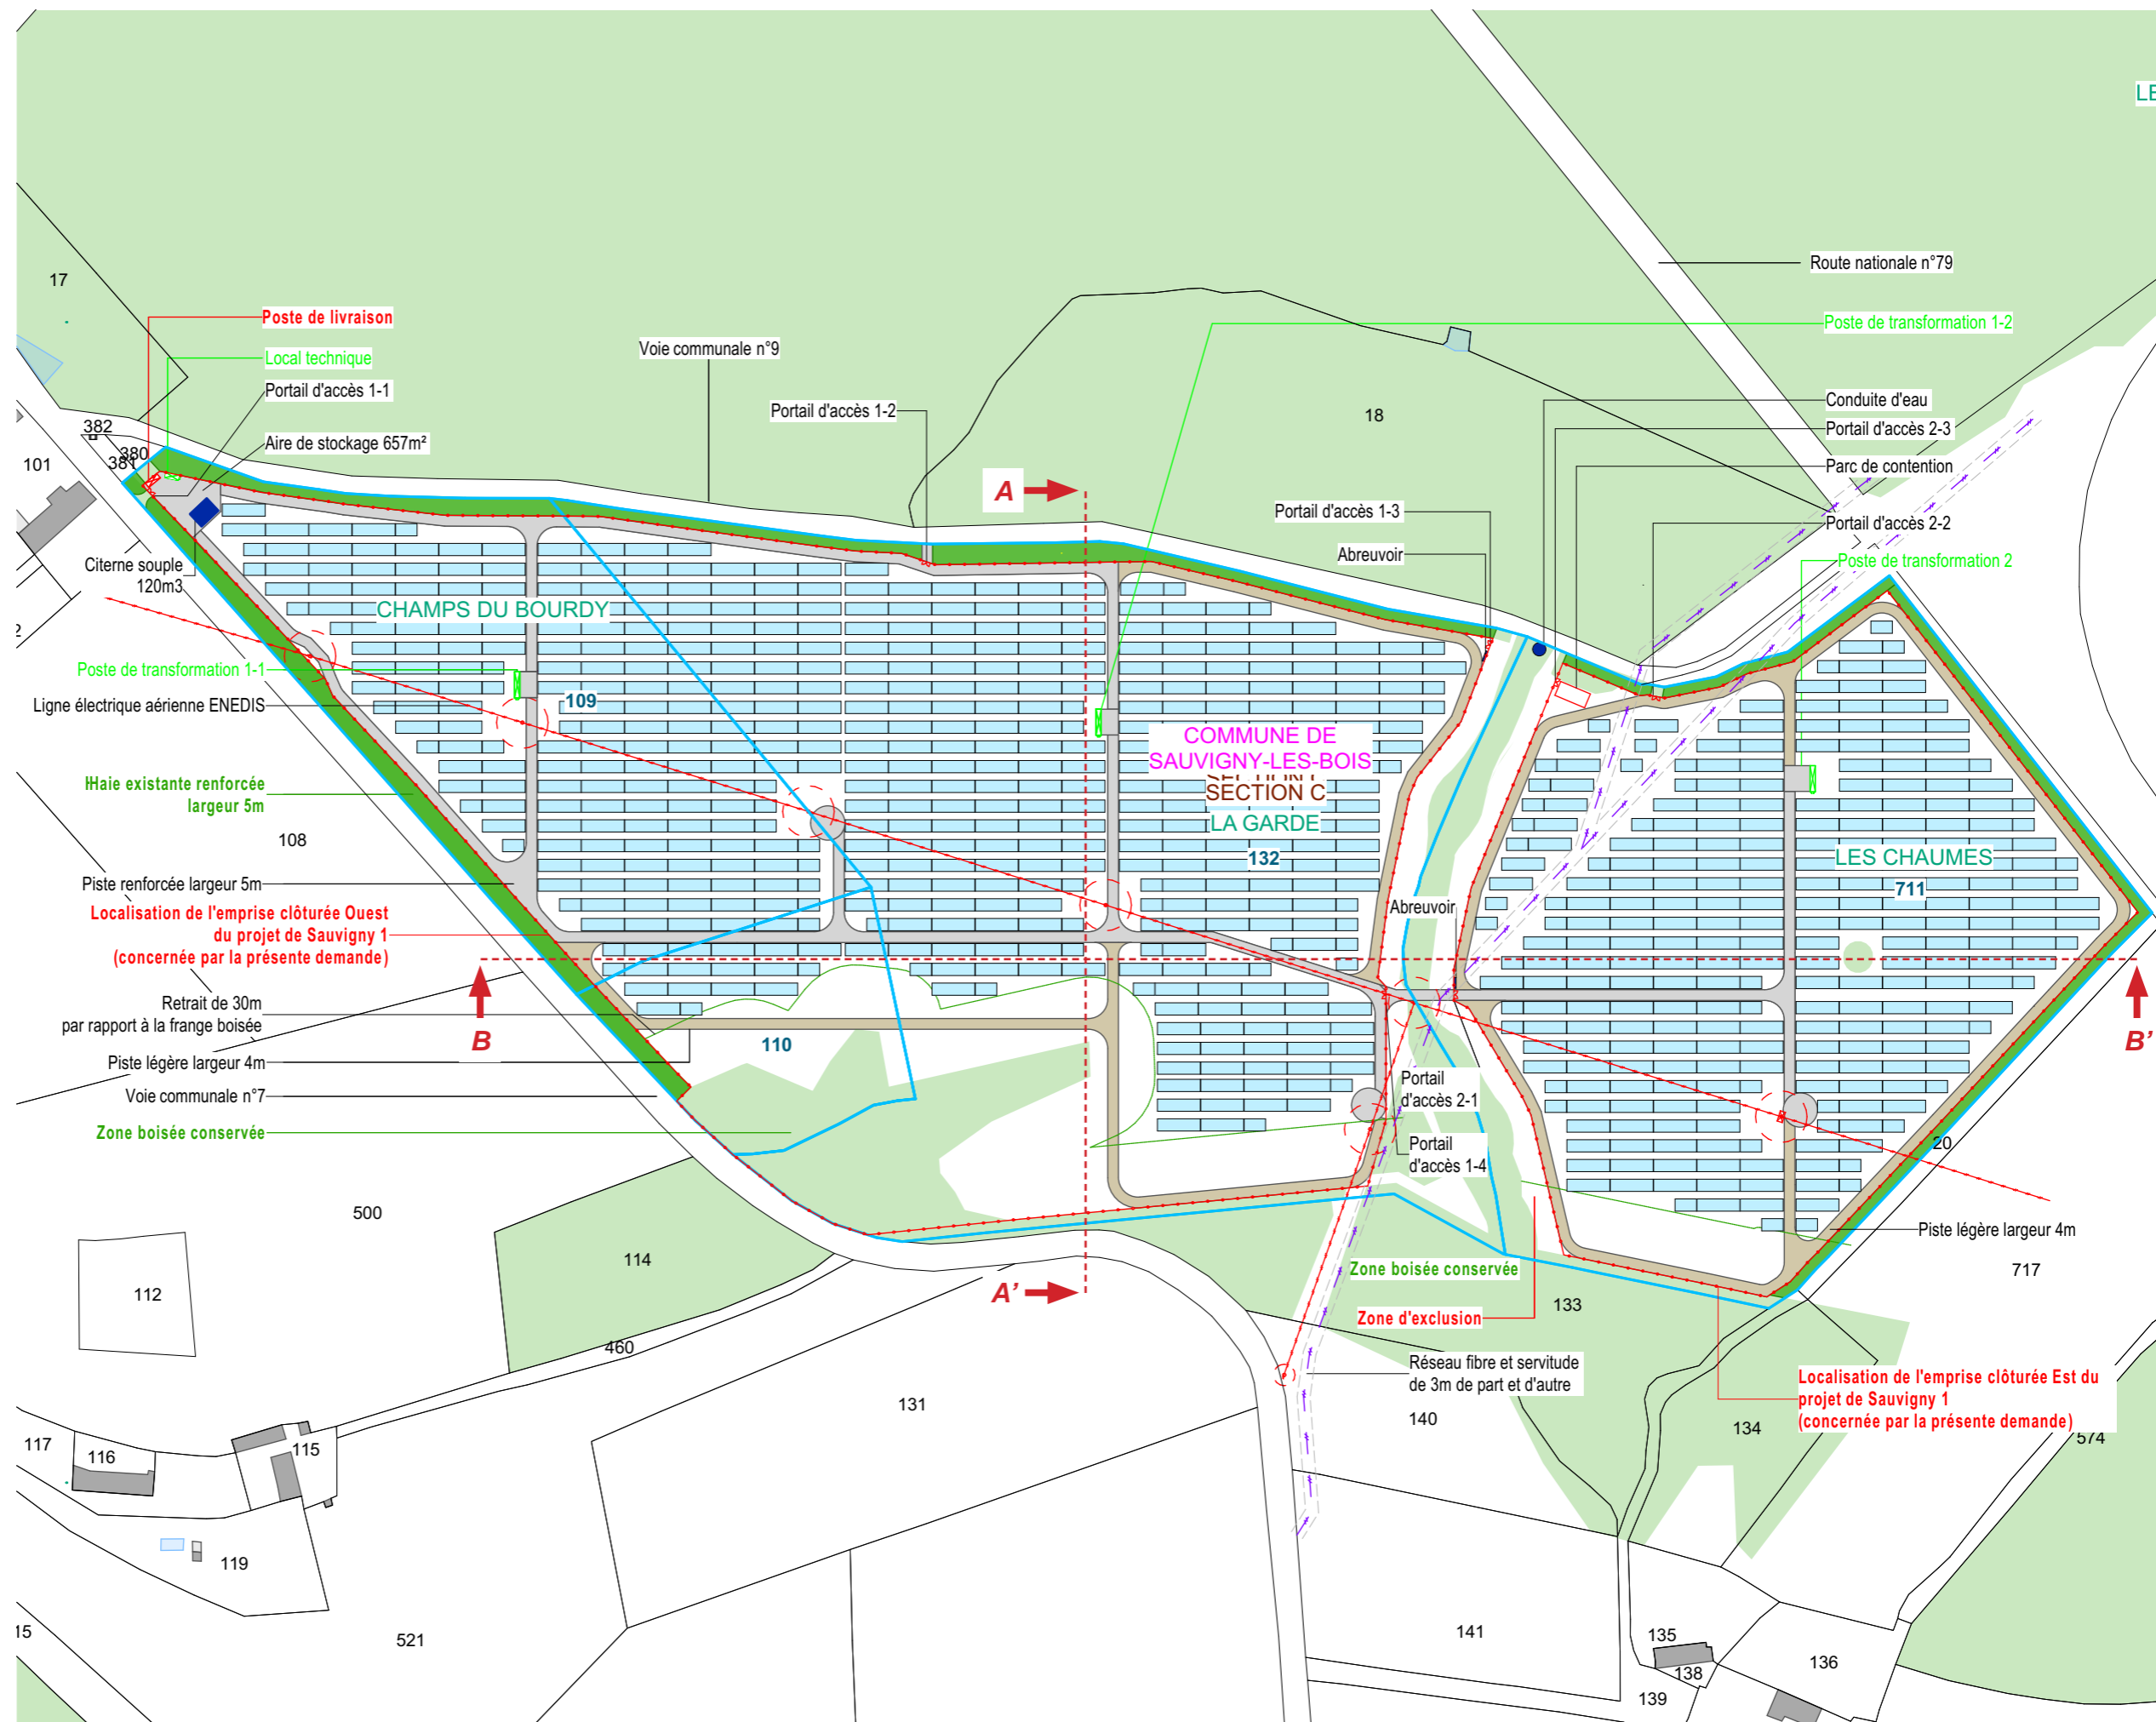 LE
17
Route nationale n°79
Poste de livraison
Poste de transformation 1-2
Local technique
Voie communale n°9
Portail d'accès 1-1
Conduite d'eau
Portail d'accès 1-2
18
382
Portail d'accès 2-3
Aire de stockage 657m²
380
381
101
Parc de contention
A
Portail d'accès 1-3
Portail d'accès 2-2
Abreuvoir
Poste de transformation 2
Citerne souple
120m3
CHAMPS DU BOURDY
2
Poste de transformation 1-1
109
Ligne électrique aérienne ENEDIS
COMMUNE DE
SAUVIGNY-LES-BOIS
SECTION C
LA GARDE
Haie existante renforcée
largeur 5m
108
132
LES CHAUMES
711
Piste renforcée largeur 5m
Abreuvoir
Localisation de l'emprise clôturée Ouest
du projet de Sauvigny 1
(concernée par la présente demande)
Retrait de 30m
par rapport à la frange boisée
B
B’
110
Piste légère largeur 4m
Portail
d'accès 2-1
Voie communale n°7
Zone boisée conservée
Portail
d'accès 1-4
20
500
Piste légère largeur 4m
114
Zone boisée conservée
717
A’
112
133
Zone d'exclusion
460
Réseau fibre et servitude
de 3m de part et d'autre
Localisation de l'emprise clôturée Est du
projet de Sauvigny 1
(concernée par la présente demande)
131
140
134
574
117
116
115
119
15
521
141
135
138
136
139